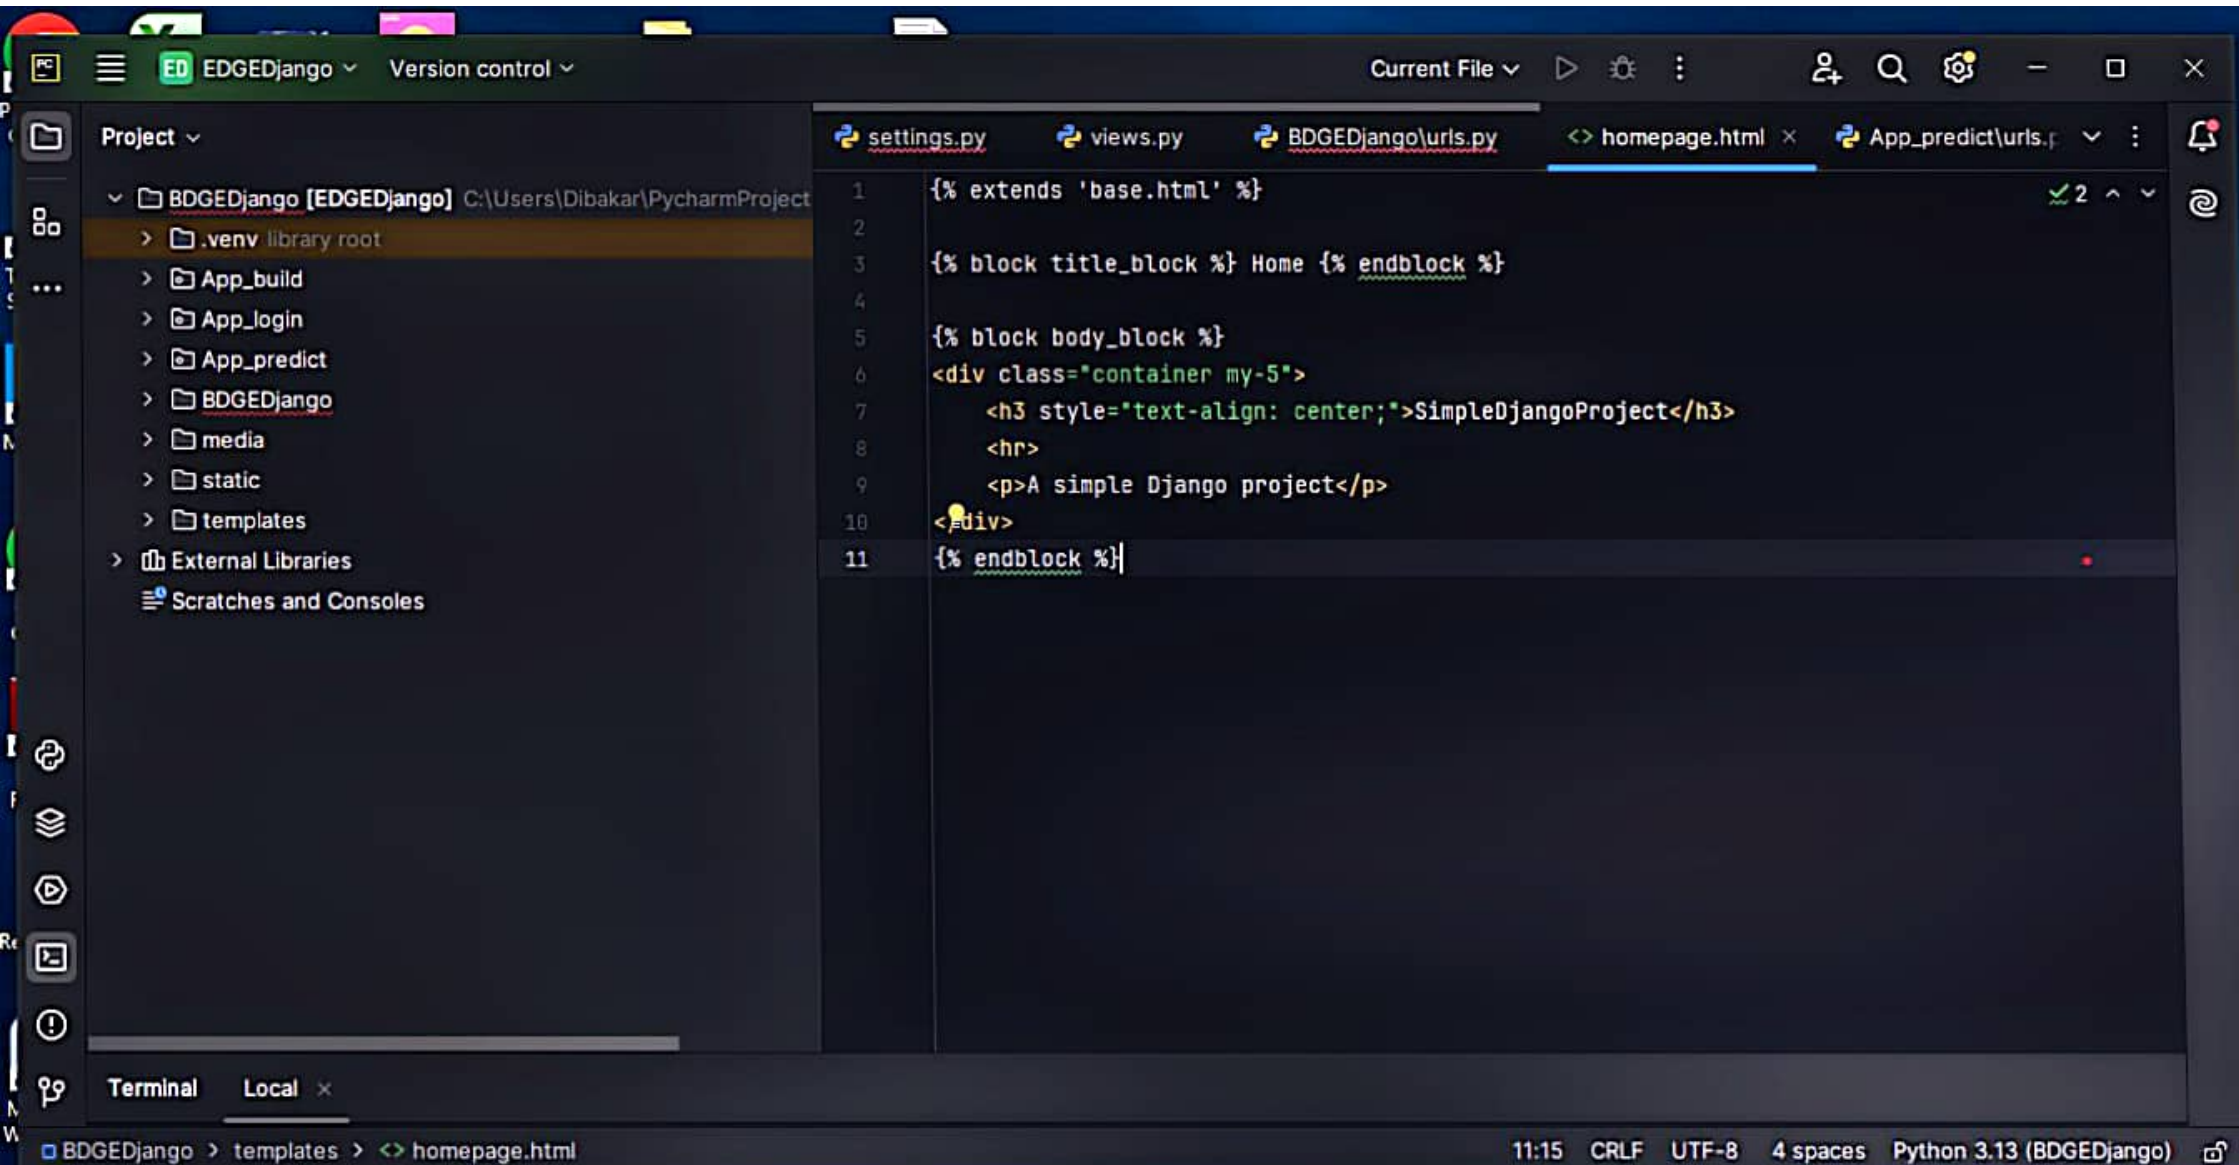 PC ED EDGEDjango Version control Current File
Project
settings.py views.py BDGEDjango\urls.py <> homepage.html × App_predict\urls.p
BDGEDjango [EDGEDjango] C:\Users\Dibakar\PycharmProject
.venv library root
App_build
App_login
App_predict
BDGEDjango
media
static
templates
External Libraries
Scratches and Consoles
2
1 {% extends 'base.html' %}
2
3 {% block title_block %} Home {% endblock %}
4
5 {% block body_block %}
6 <div class="container my-5">
7 <h3 style="text-align: center;">SimpleDjangoProject</h3>
8 <hr>
9 <p>A simple Django project</p>
10 </div>
11 {% endblock %}
Terminal Local ×
BDGEDjango > templates > <> homepage.html 11:15 CRLF UTF-8 4 spaces Python 3.13 (BDGEDjango)